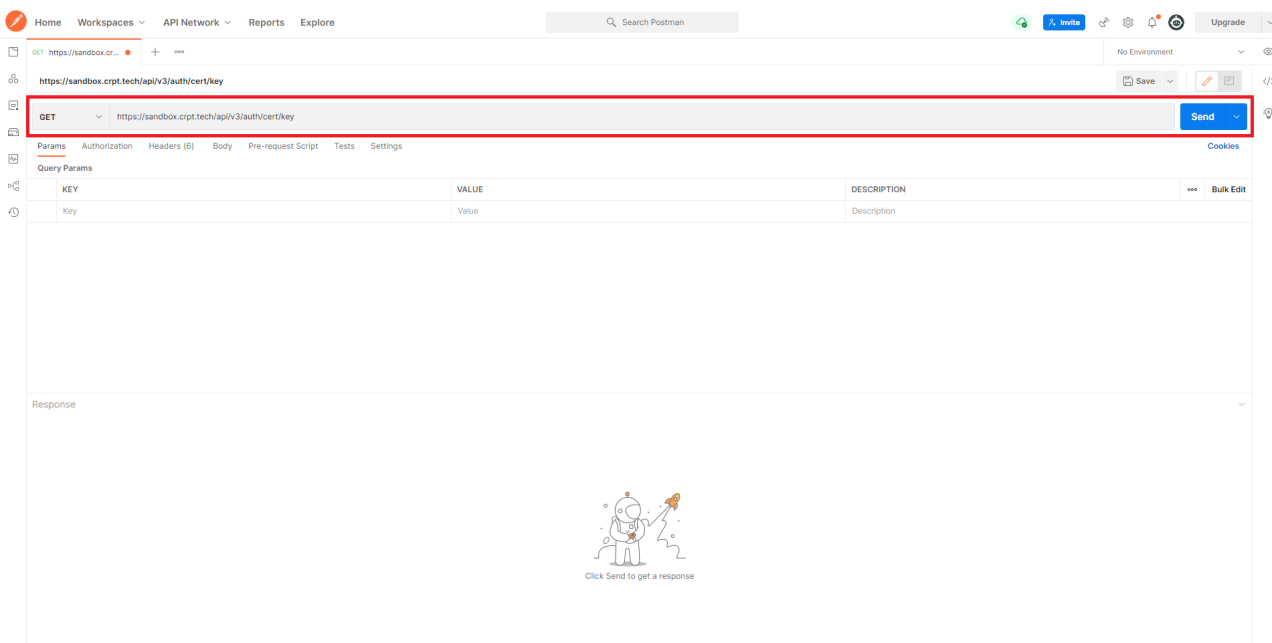 Home Workspaces API Network Reports Explore Search Postman Invite Upgrade
GET https://sandbox.cr... No Environment
https://sandbox.crpt.tech/api/v3/auth/cert/key Save
GET https://sandbox.crpt.tech/api/v3/auth/cert/key Send
Params Authorization Headers (6) Body Pre-request Script Tests Settings Cookies
Query Params
KEY VALUE DESCRIPTION Bulk Edit
Key Value Description
Response
Click Send to get a response